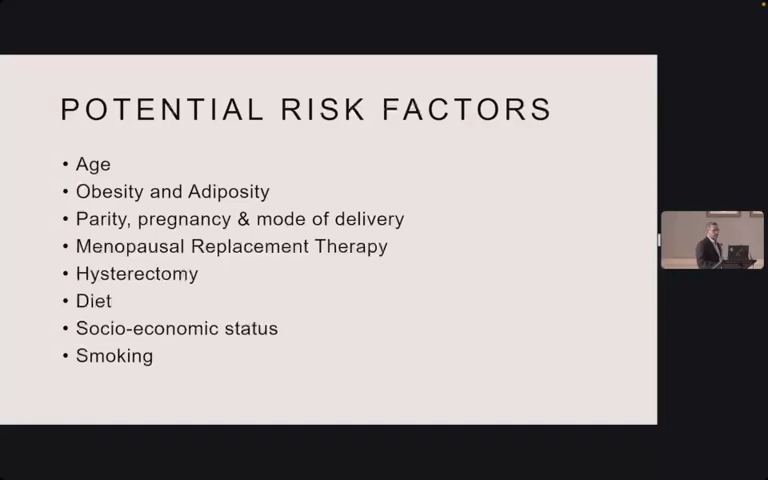 POTENTIAL RISK FACTORS
• Age
• Obesity and Adiposity
• Parity, pregnancy & mode of delivery
• Menopausal Replacement Therapy
• Hysterectomy
• Diet
• Socio-economic status
• Smoking